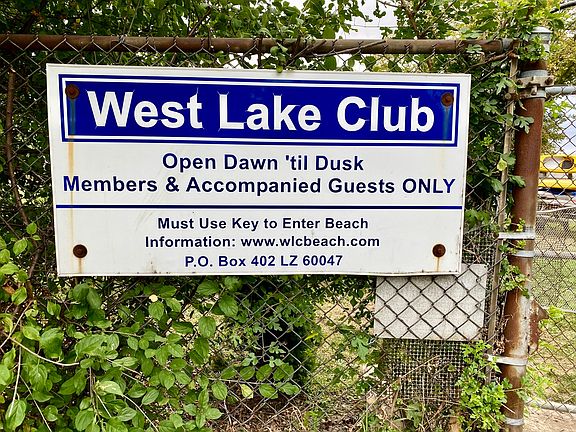 West Lake Club
Open Dawn 'til Dusk
Members & Accompanied Guests ONLY
Must Use Key to Enter Beach
Information: www.wlcbeach.com
P.O. Box 402 LZ 60047